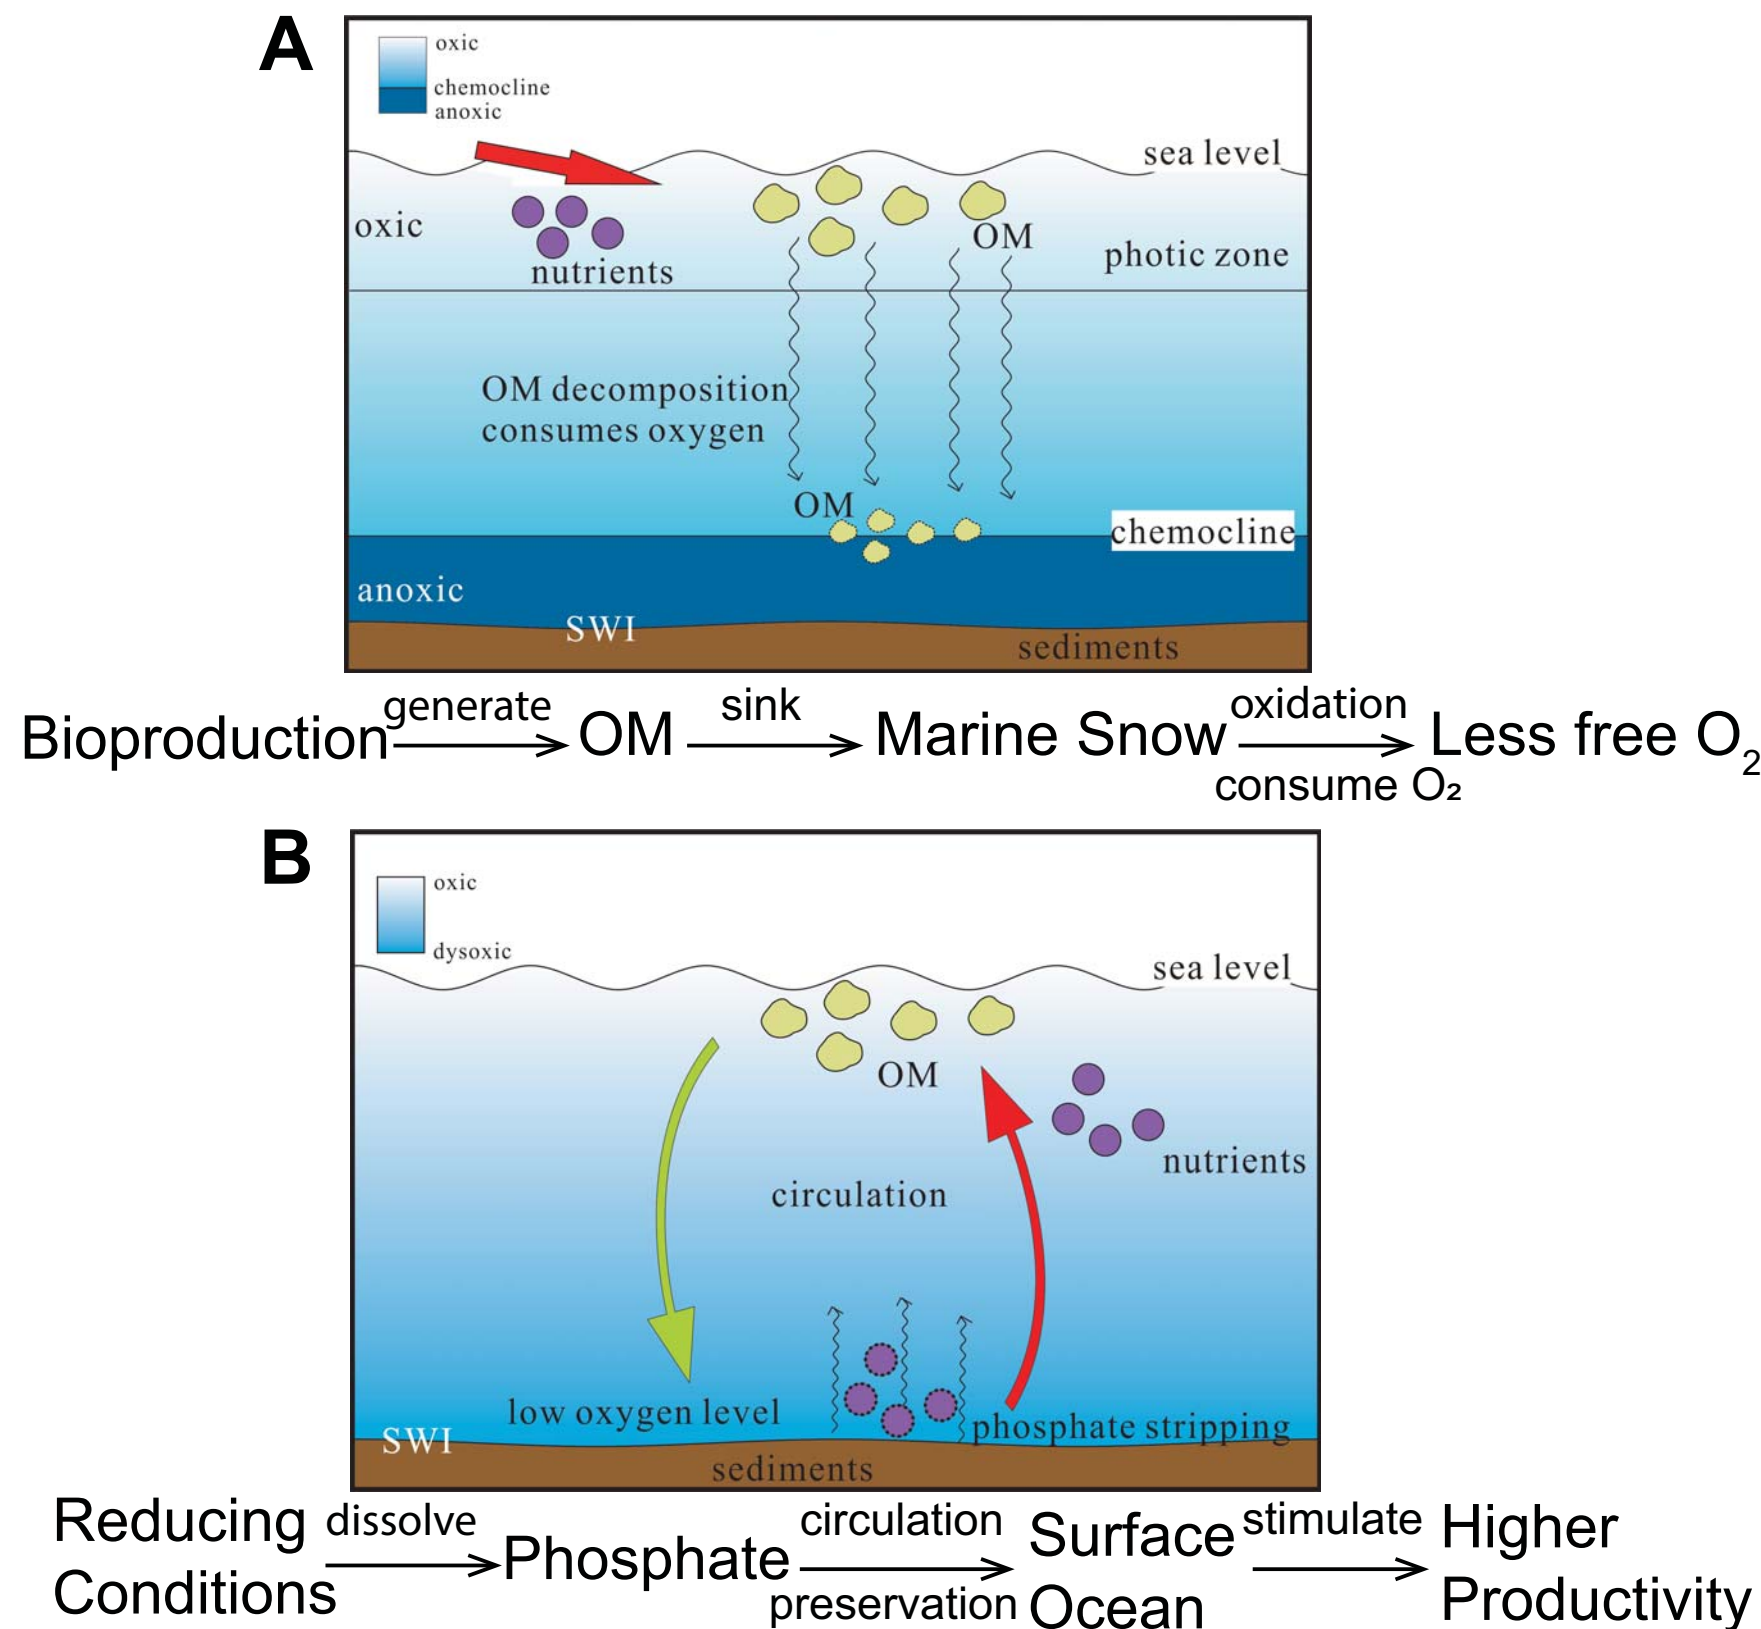 A
oxic
chemocline
anoxic
sea level
oxic
nutrients
OM
photic zone
OM decomposition
consumes oxygen
OM
chemocline
anoxic
SWI
sediments
Bioproduction generate OM sink Marine Snow oxidation consume O₂ Less free O₂
B
oxic
dysoxic
sea level
OM
nutrients
circulation
low oxygen level
phosphate stripping
SWI
sediments
Reducing Conditions dissolve Phosphate circulation preservation Surface Ocean stimulate Higher Productivity